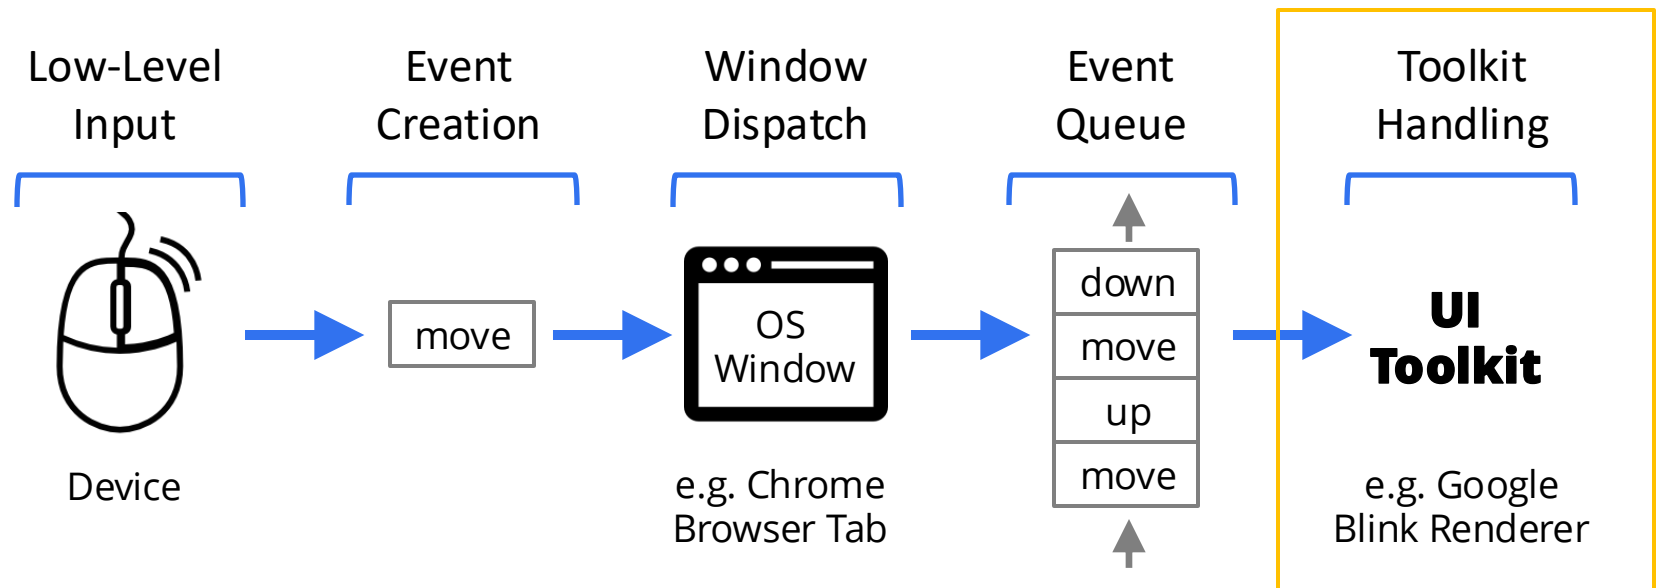 Low-Level
Input
Event
Creation
Window
Dispatch
Event
Queue
Toolkit
Handling
move
OS
Window
down
move
up
move
UI
Toolkit
Device
e.g. Chrome
Browser Tab
e.g. Google
Blink Renderer